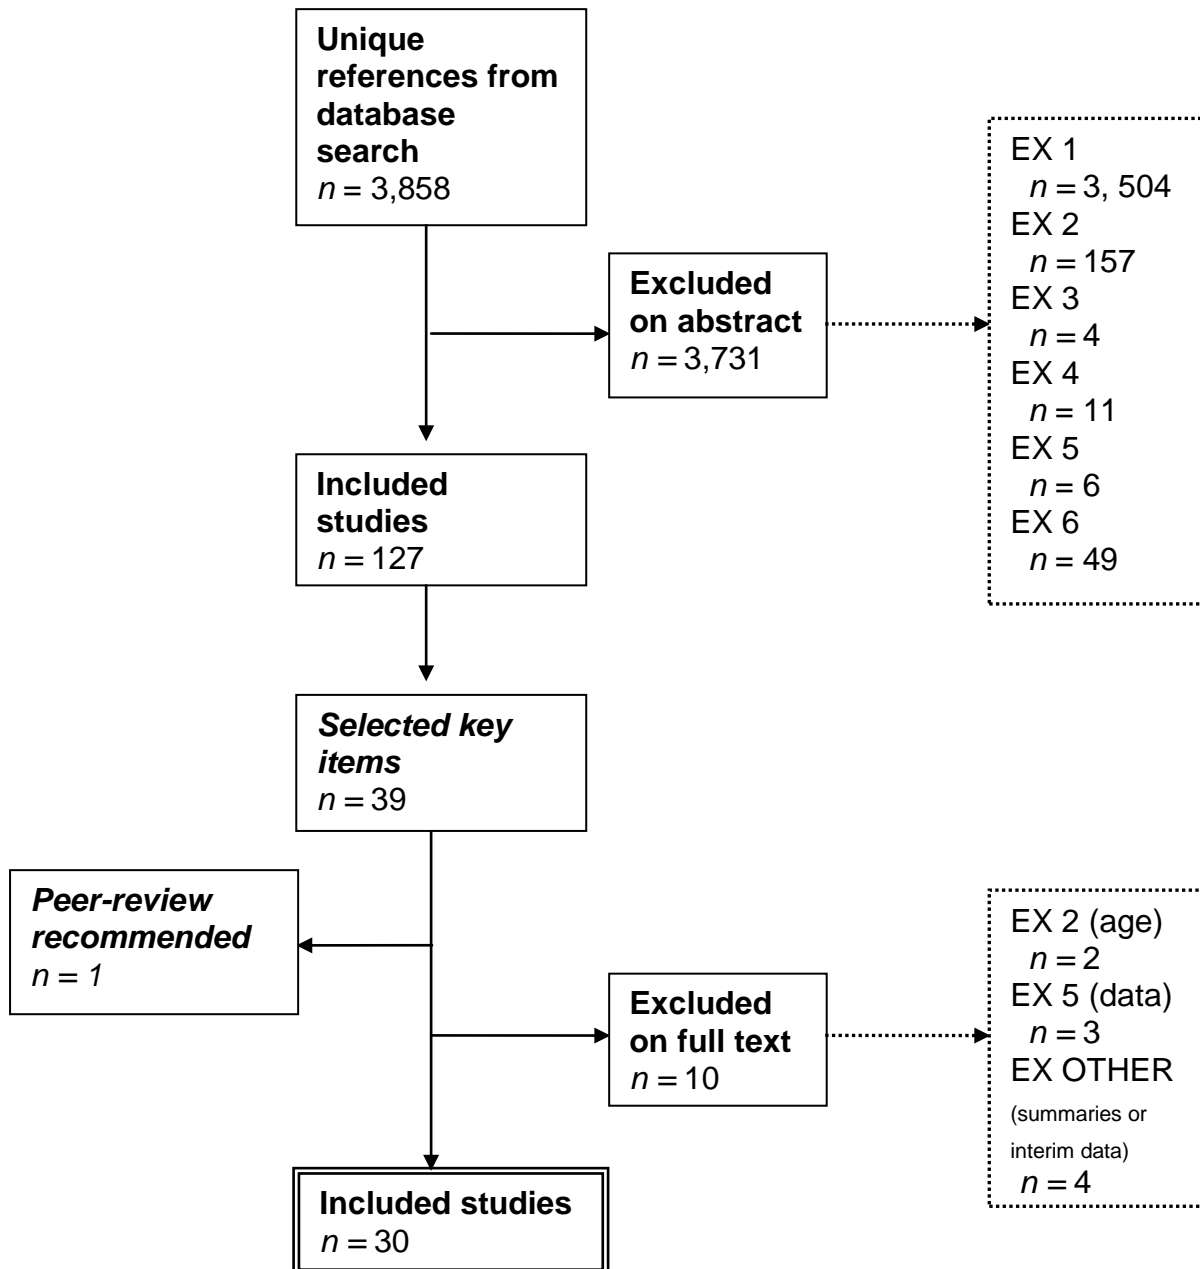 Unique
references from
database
search
n = 3,858
EX 1
n = 3, 504
EX 2
n = 157
EX 3
n = 4
EX 4
n = 11
EX 5
n = 6
EX 6
n = 49
Excluded
on abstract
n = 3,731
Included
studies
n = 127
Selected key
items
n = 39
Peer-review
recommended
n = 1
Excluded
on full text
n = 10
EX 2 (age)
n = 2
EX 5 (data)
n = 3
EX OTHER
(summaries or
interim data)
n = 4
Included studies
n = 30